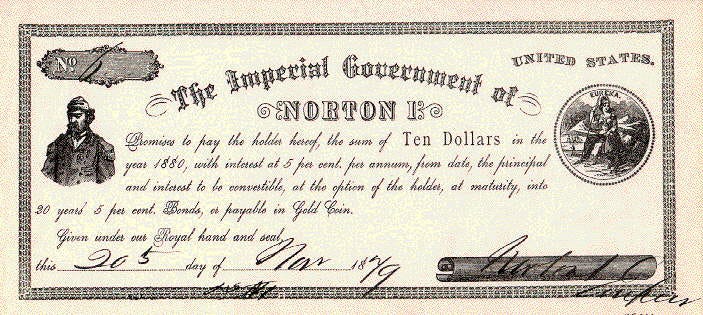 No 6
UNITED STATES.
The Imperial Government of
NORTON I.
EUREKA.
Promises to pay the holder hereof, the sum of Ten Dollars in the
year 1880, with interest at 5 per cent. per annum, from date, the principal
and interest to be convertible, at the option of the holder, at maturity, into
20 years' 5 per cent. Bonds, or payable in Gold Coin.
Given under our Royal hand and seal
this 20 5 day of Nov 1879
Norton I
Emperor